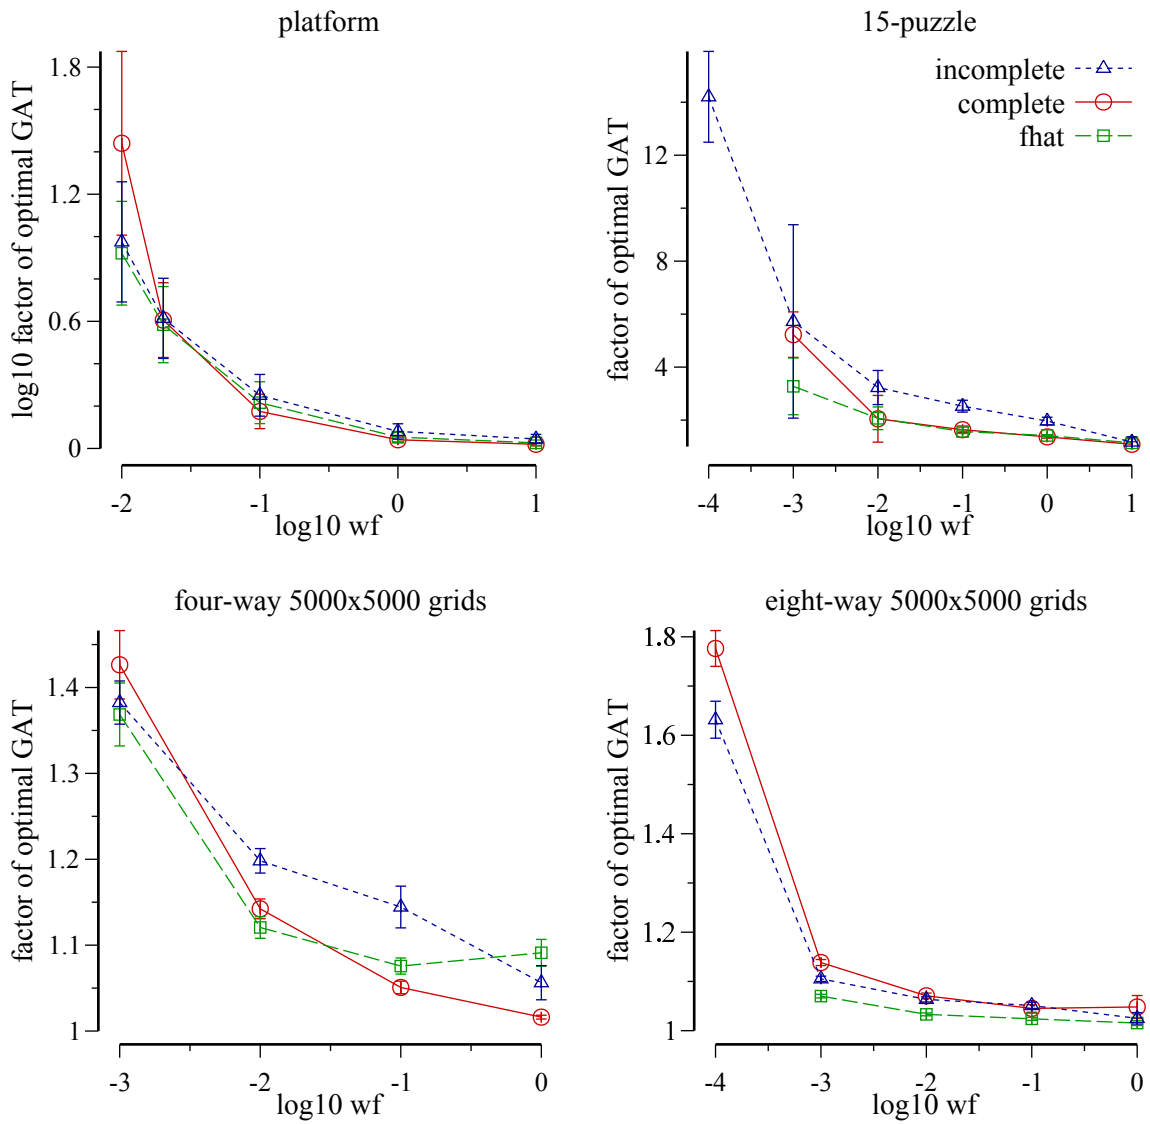 platform
log10 factor of optimal GAT
1.8
1.2
0.6
0
-2
-1
0
1
log10 wf
15-puzzle
incomplete
complete
fhat
factor of optimal GAT
12
8
4
-4
-3
-2
-1
0
1
log10 wf
four-way 5000x5000 grids
factor of optimal GAT
1.4
1.3
1.2
1.1
1
-3
-2
-1
0
log10 wf
eight-way 5000x5000 grids
factor of optimal GAT
1.8
1.6
1.4
1.2
1
-4
-3
-2
-1
0
log10 wf